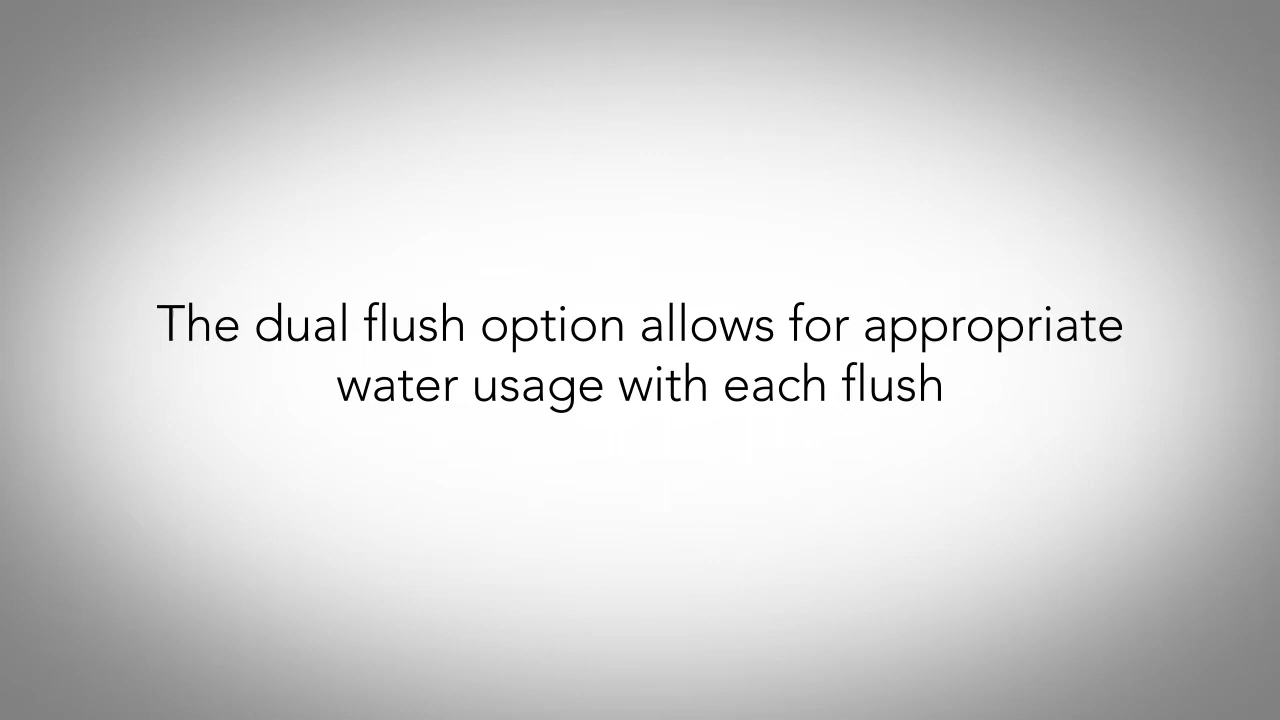 The dual flush option allows for appropriate
water usage with each flush